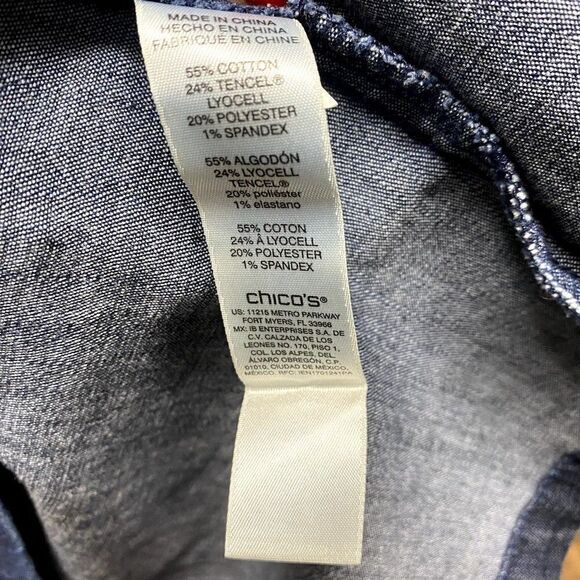 MADE IN CHINA
HECHO EN CHINA
FABRIQUÉ EN CHINE
55% COTTON
24% TENCEL®
LYOCELL
20% POLYESTER
1% SPANDEX
55% ALGODÓN
24% LYOCELL
TENCEL®
20% poliéster
1% elastano
55% COTON
24% Â LYOCELL
20% POLYESTER
1% SPANDEX
chico's®
US: 11215 METRO PARKWAY
FORT MYERS, FL 33966
MX: IB ENTERPRISES S.A. DE
C.V. CALZADA DE LOS
LEONES NO. 170, PISO 1,
COL. LOS ALPES, DEL.
ÁLVARO OBREGÓN, C.P.
01010, CIUDAD DE MÉXICO,
MÉXICO. RFC: